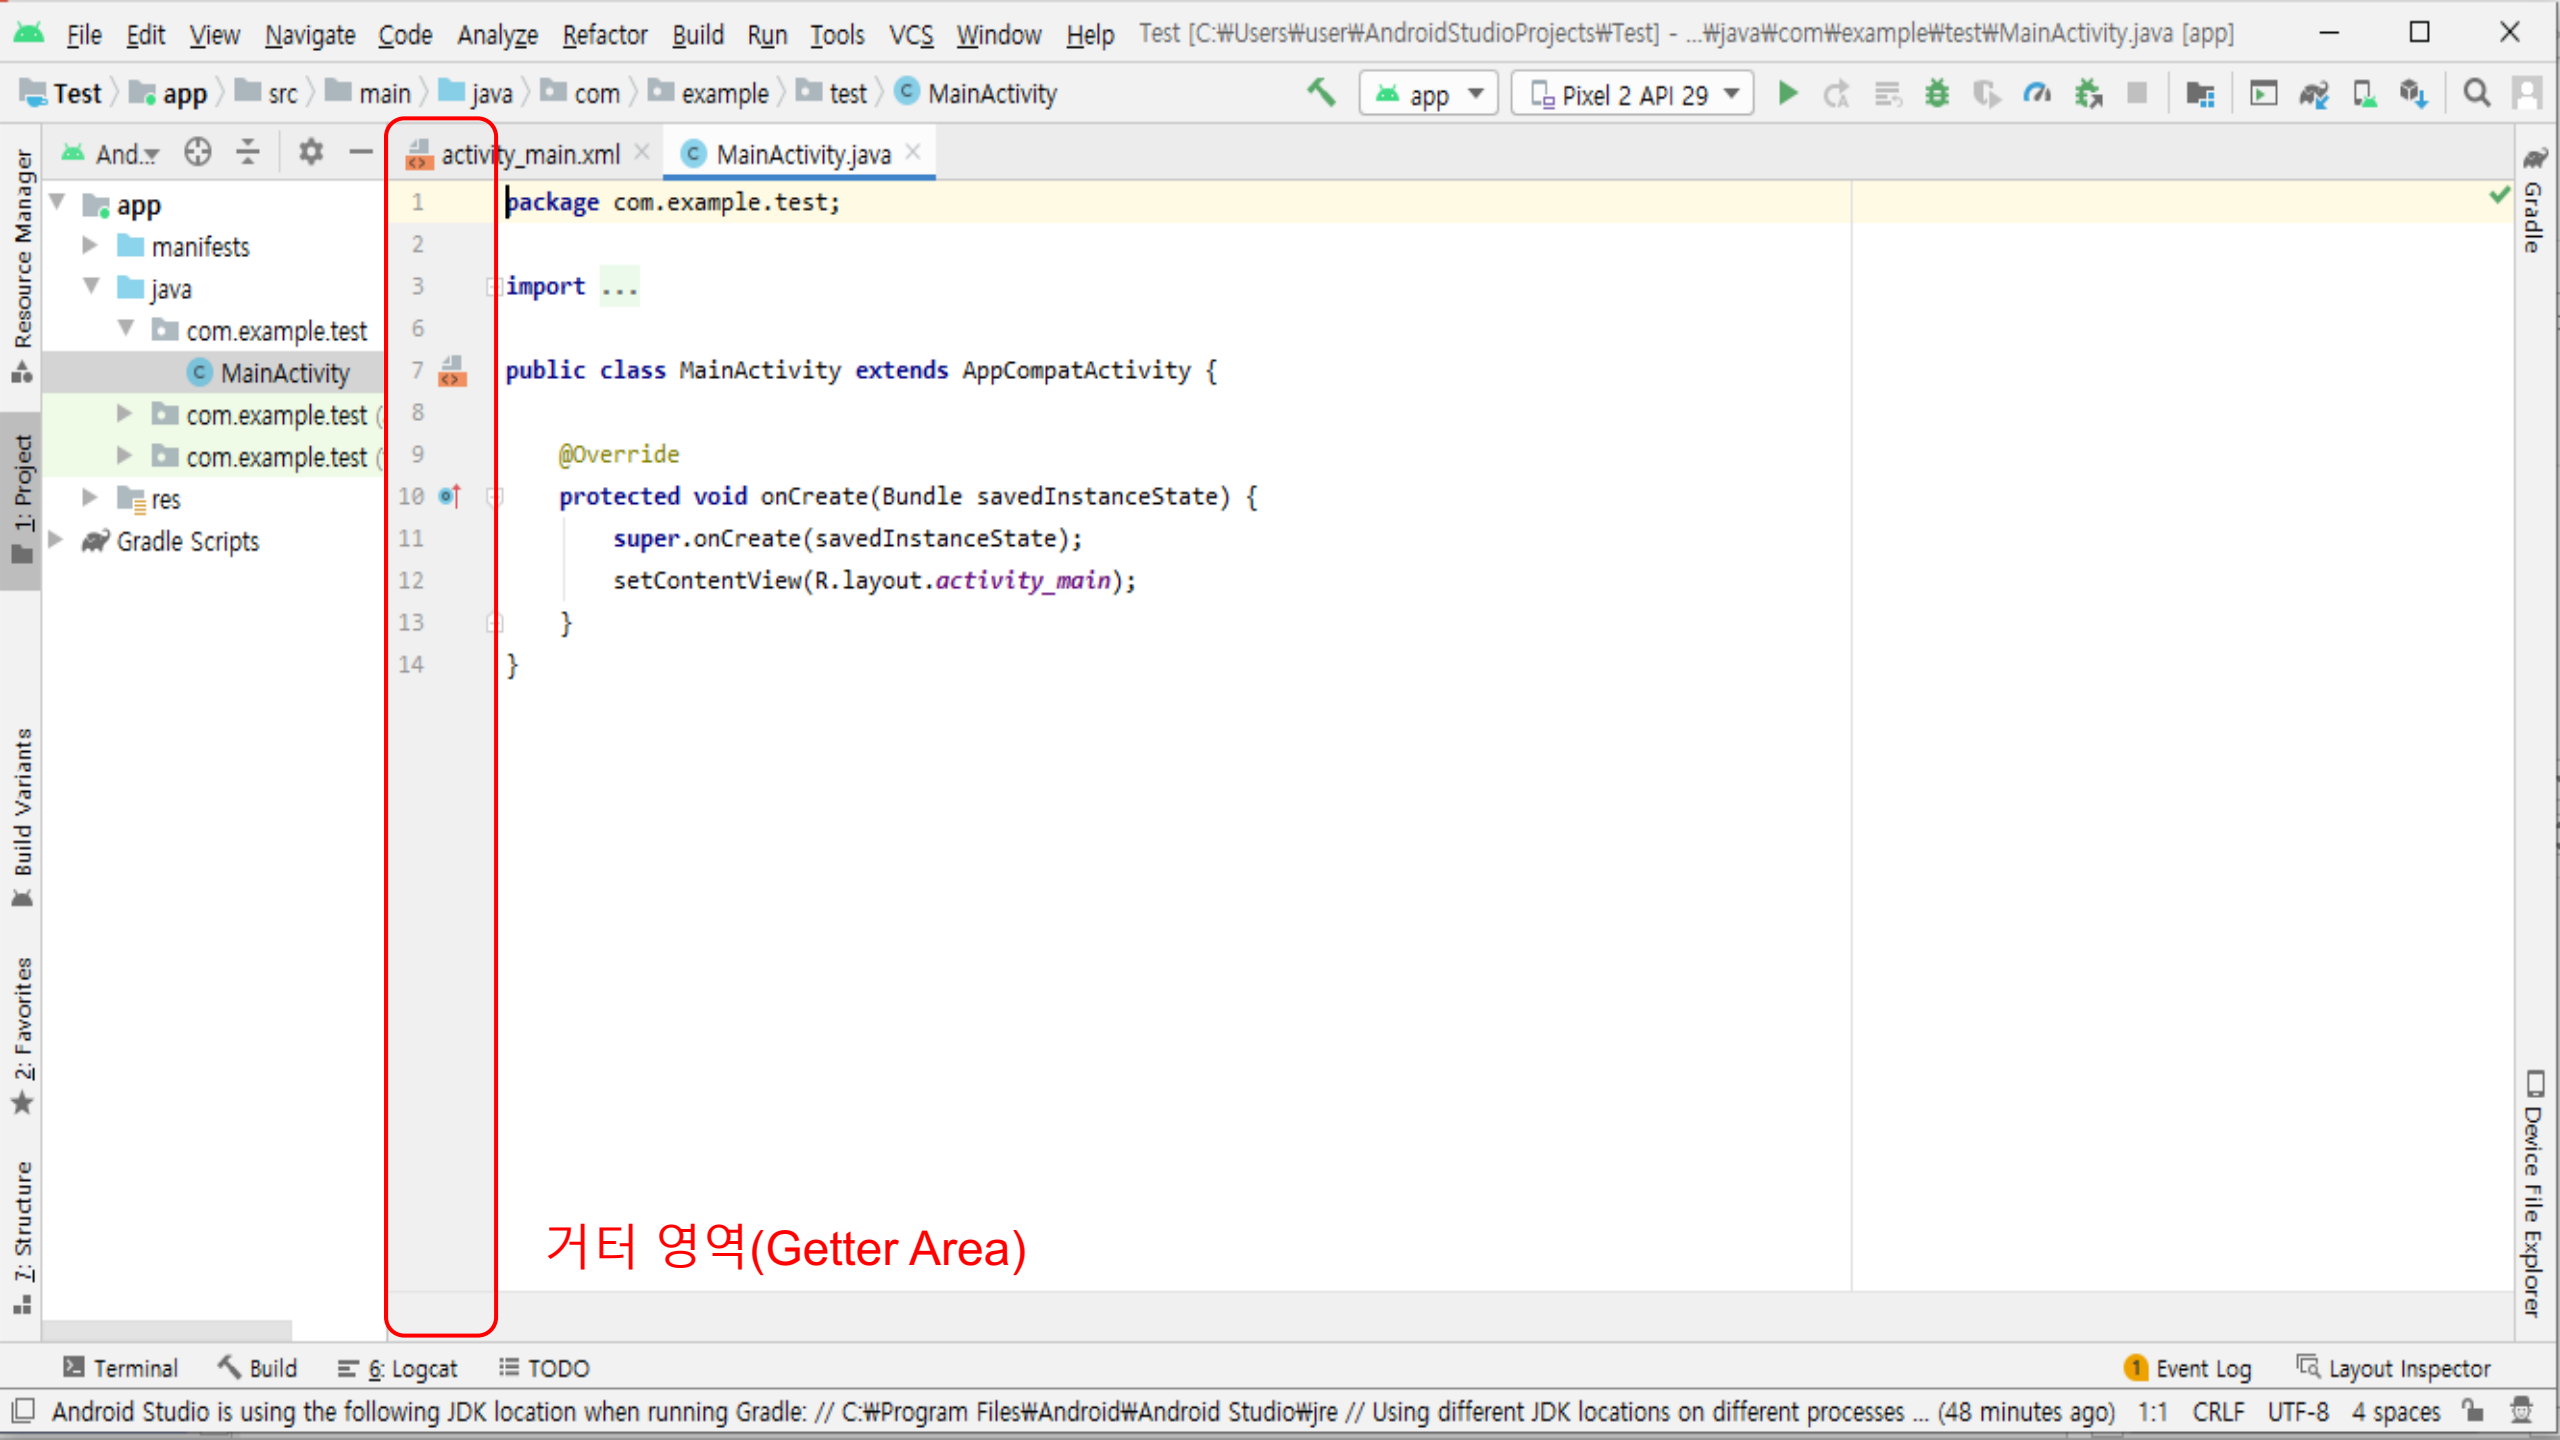 File Edit View Navigate Code Analyze Refactor Build Run Tools VCS Window Help Test [C:₩Users₩user₩AndroidStudioProjects₩Test] - ...₩java₩com₩example₩test₩MainActivity.java [app]
Test app src main java com example test MainActivity app Pixel 2 API 29
And... activity_main.xml MainActivity.java
Resource Manager
1: Project
Build Variants
2: Favorites
7: Structure
app
manifests
java
com.example.test
MainActivity
com.example.test (
com.example.test (
res
Gradle Scripts
1 package com.example.test;
2
3 import ...
6
7 public class MainActivity extends AppCompatActivity {
8
9 @Override
10 protected void onCreate(Bundle savedInstanceState) {
11 super.onCreate(savedInstanceState);
12 setContentView(R.layout.activity_main);
13 }
14 }
거터 영역(Getter Area)
Gradle
Device File Explorer
Terminal Build 6: Logcat TODO 1 Event Log Layout Inspector
Android Studio is using the following JDK location when running Gradle: // C:₩Program Files₩Android₩Android Studio₩jre // Using different JDK locations on different processes ... (48 minutes ago) 1:1 CRLF UTF-8 4 spaces